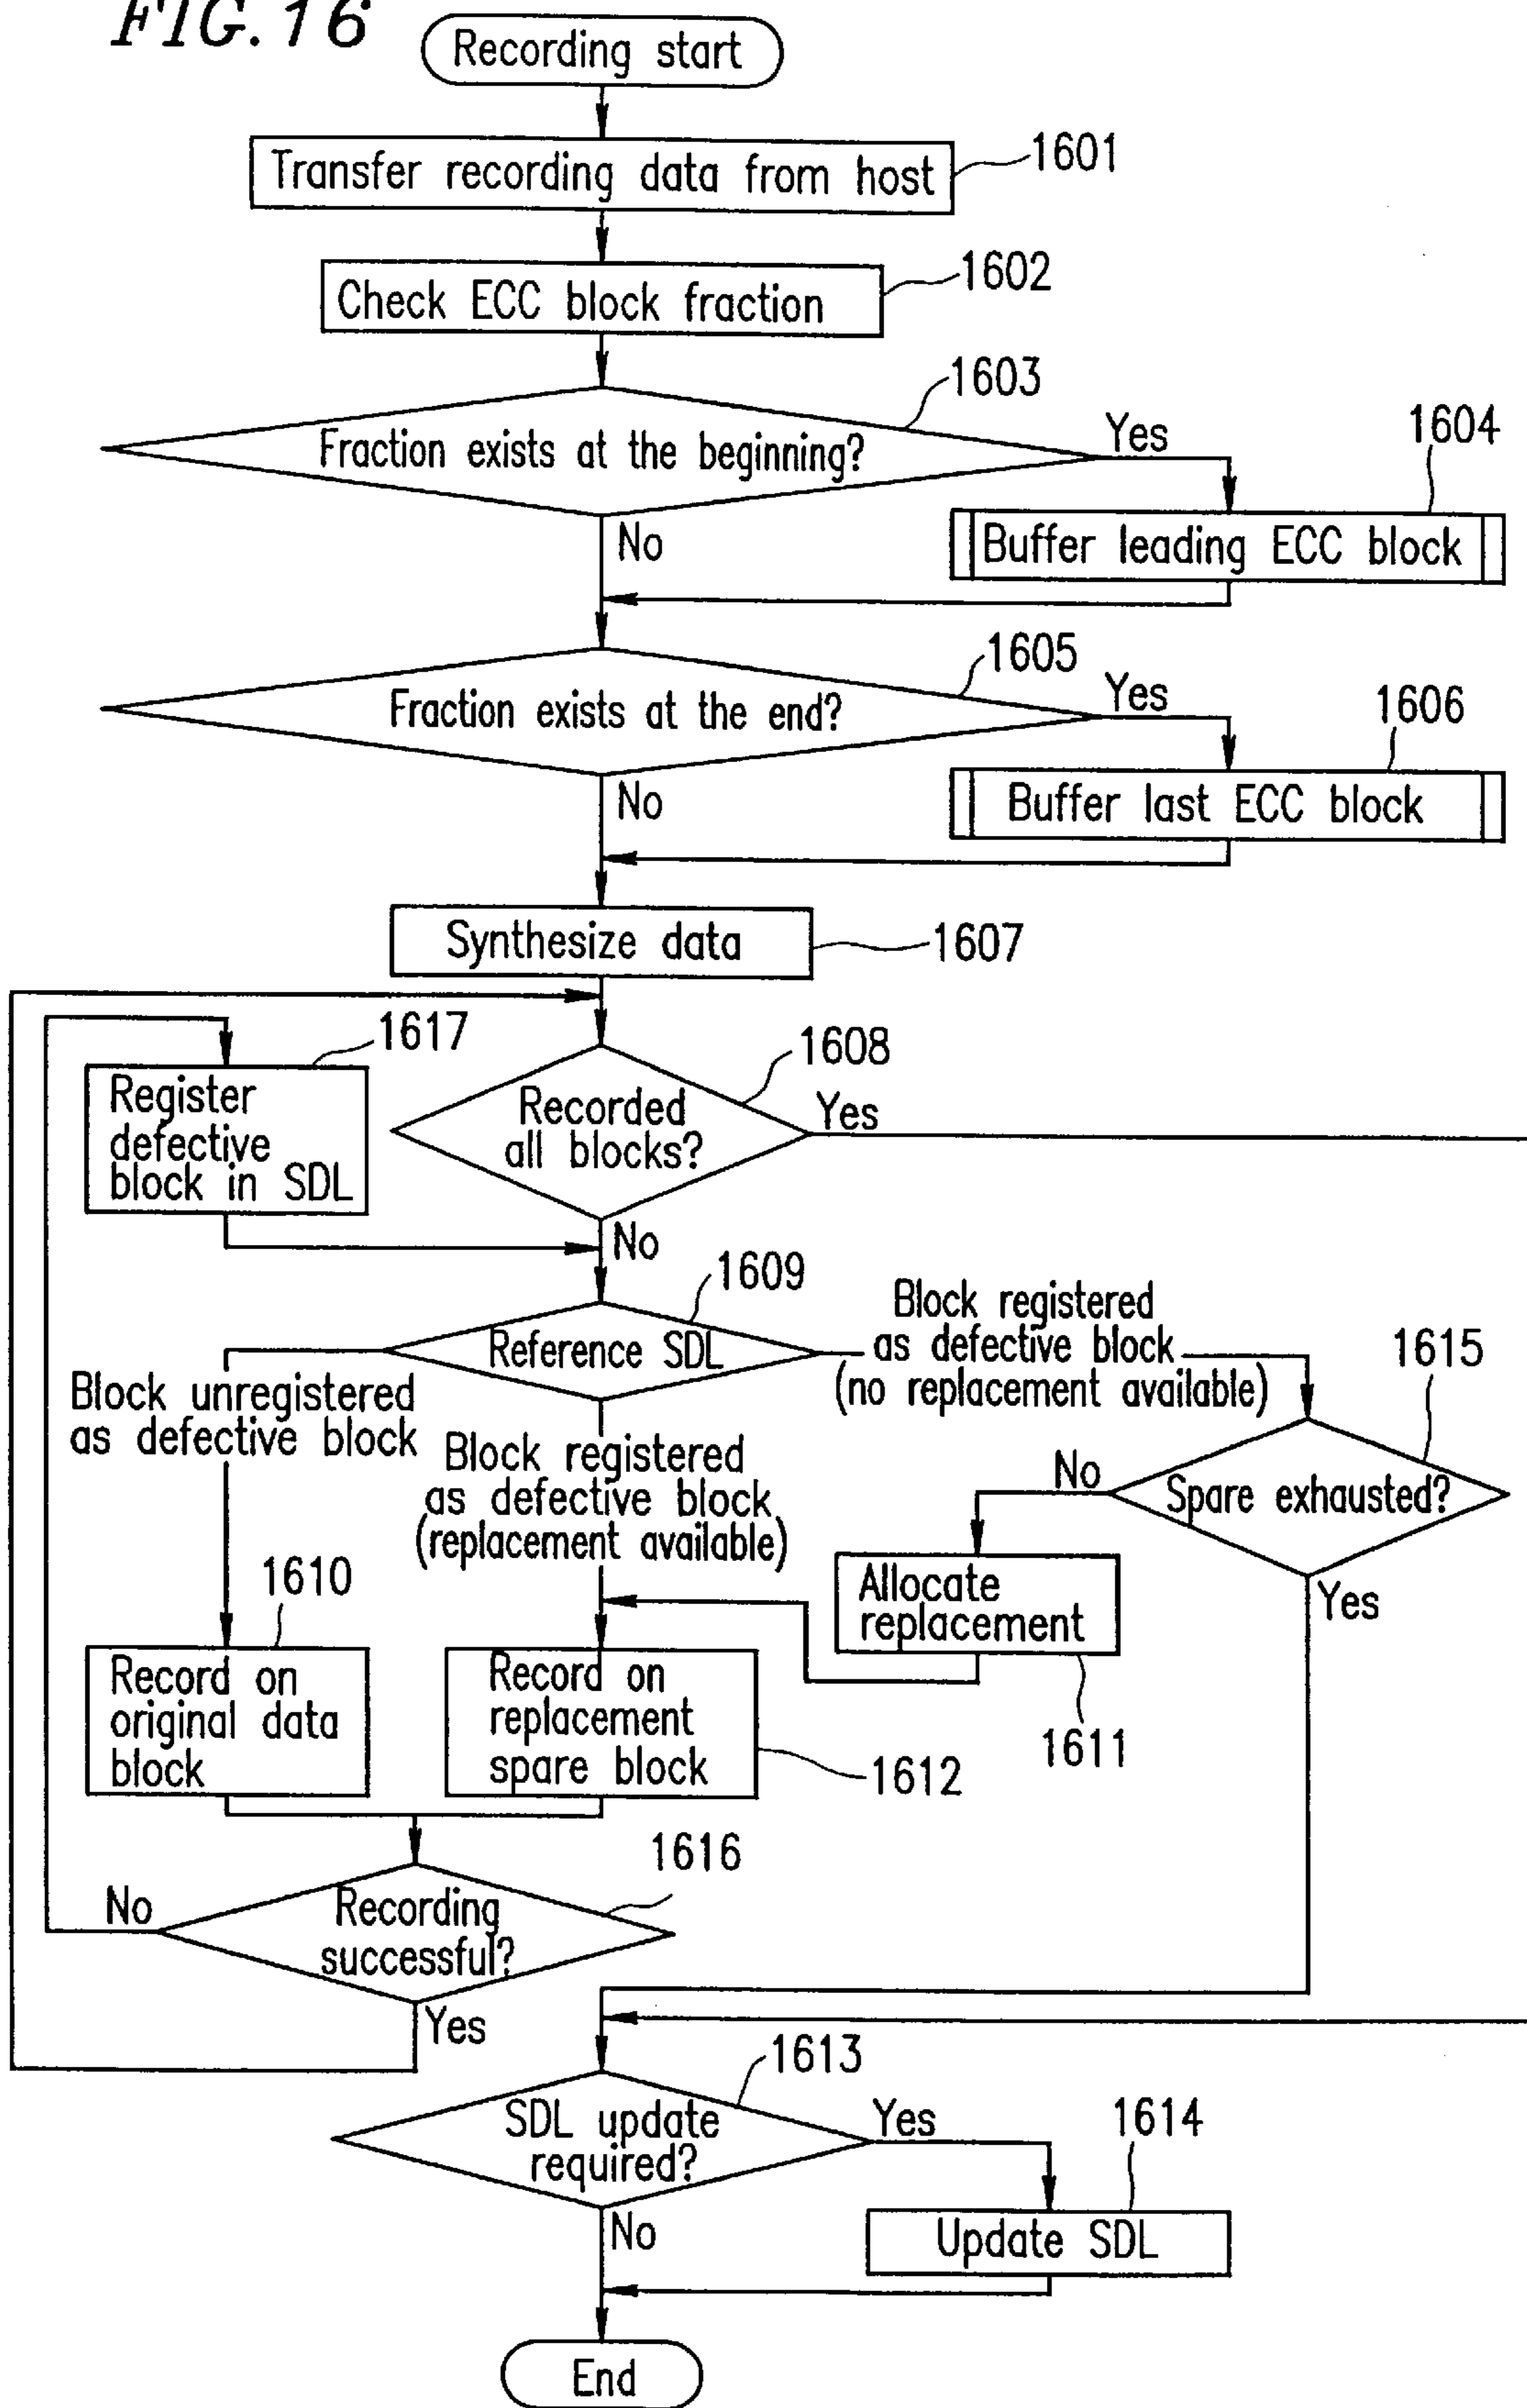 FIG. 16
Recording start
Transfer recording data from host
1601
Check ECC block fraction
1602
Fraction exists at the beginning?
1603
Yes
1604
Buffer leading ECC block
No
Fraction exists at the end?
1605
Yes
1606
Buffer last ECC block
No
Synthesize data
1607
1617
Register
defective
block in SDL
1608
Recorded
all blocks?
Yes
No
1609
Reference SDL
Block registered
as defective block
(no replacement available)
1615
Block unregistered
as defective block
Block registered
as defective block
(replacement available)
No
Spare exhausted?
Yes
Allocate
replacement
1611
1610
Record on
original data
block
Record on
replacement
spare block
1612
1616
No
Recording
successful?
Yes
1613
SDL update
required?
Yes
1614
Update SDL
No
End